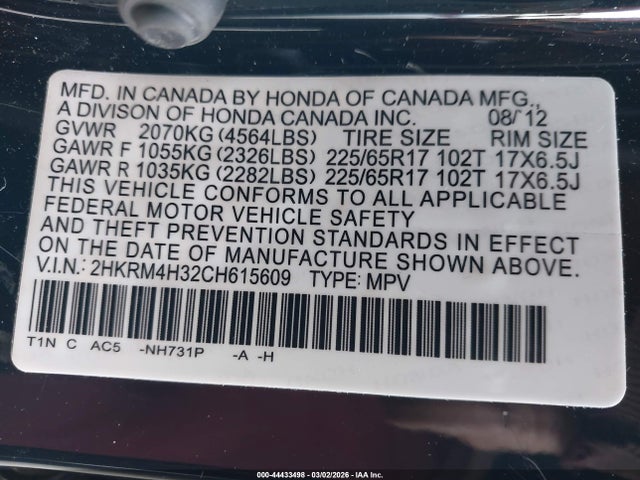 MFD. IN CANADA BY HONDA OF CANADA MFG.,
A DIVISON OF HONDA CANADA INC. 08/12
GVWR 2070KG (4564LBS) TIRE SIZE RIM SIZE
GAWR F 1055KG (2326LBS) 225/65R17 102T 17X6.5J
GAWR R 1035KG (2282LBS) 225/65R17 102T 17X6.5J
THIS VEHICLE CONFORMS TO ALL APPLICABLE
FEDERAL MOTOR VEHICLE SAFETY
AND THEFT PREVENTION STANDARDS IN EFFECT
ON THE DATE OF MANUFACTURE SHOWN ABOVE.
V.I.N.: 2HKRM4H32CH615609 TYPE: MPV
T1N C AC5 -NH731P -A -H
000-44433498 - 03/02/2026 - IAA Inc.